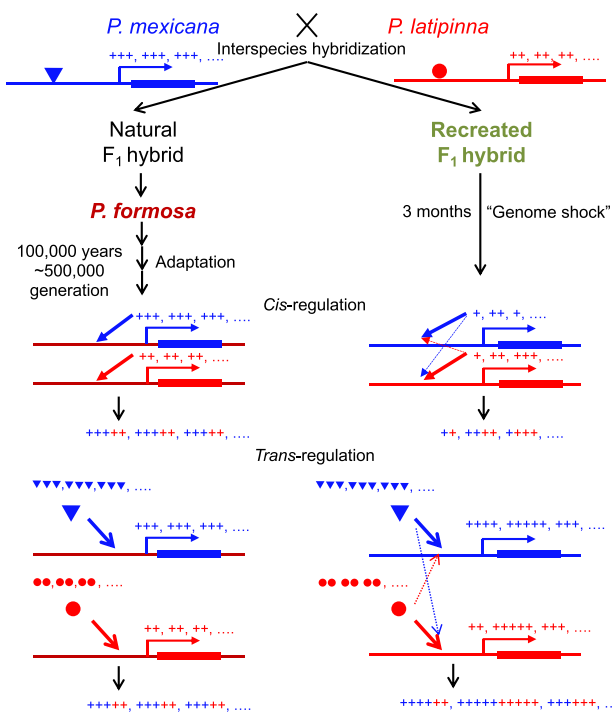 P. mexicana
P. latipinna
Interspecies hybridization
+++, +++, +++, ....
++, ++, ++, ....
Natural
F1 hybrid
Recreated
F1 hybrid
P. formosa
3 months
"Genome shock"
100,000 years
~500,000
generation
Adaptation
Cis-regulation
+++, +++, +++, ....
+, ++, +, ....
++, ++, ++, ....
+, ++, +++, ....
+++++, +++++, +++++, ....
++, ++++, ++++, ....
Trans-regulation
, , , ....
, , , ....
+++, +++, +++, ....
++++, +++++, +++, ....
, , , ....
....
++, ++, ++, ....
++, +++++, +, +++, ....
+++++, +++++, +++++, ....
++++++, ++++++++++, ++++, ++++++, ....